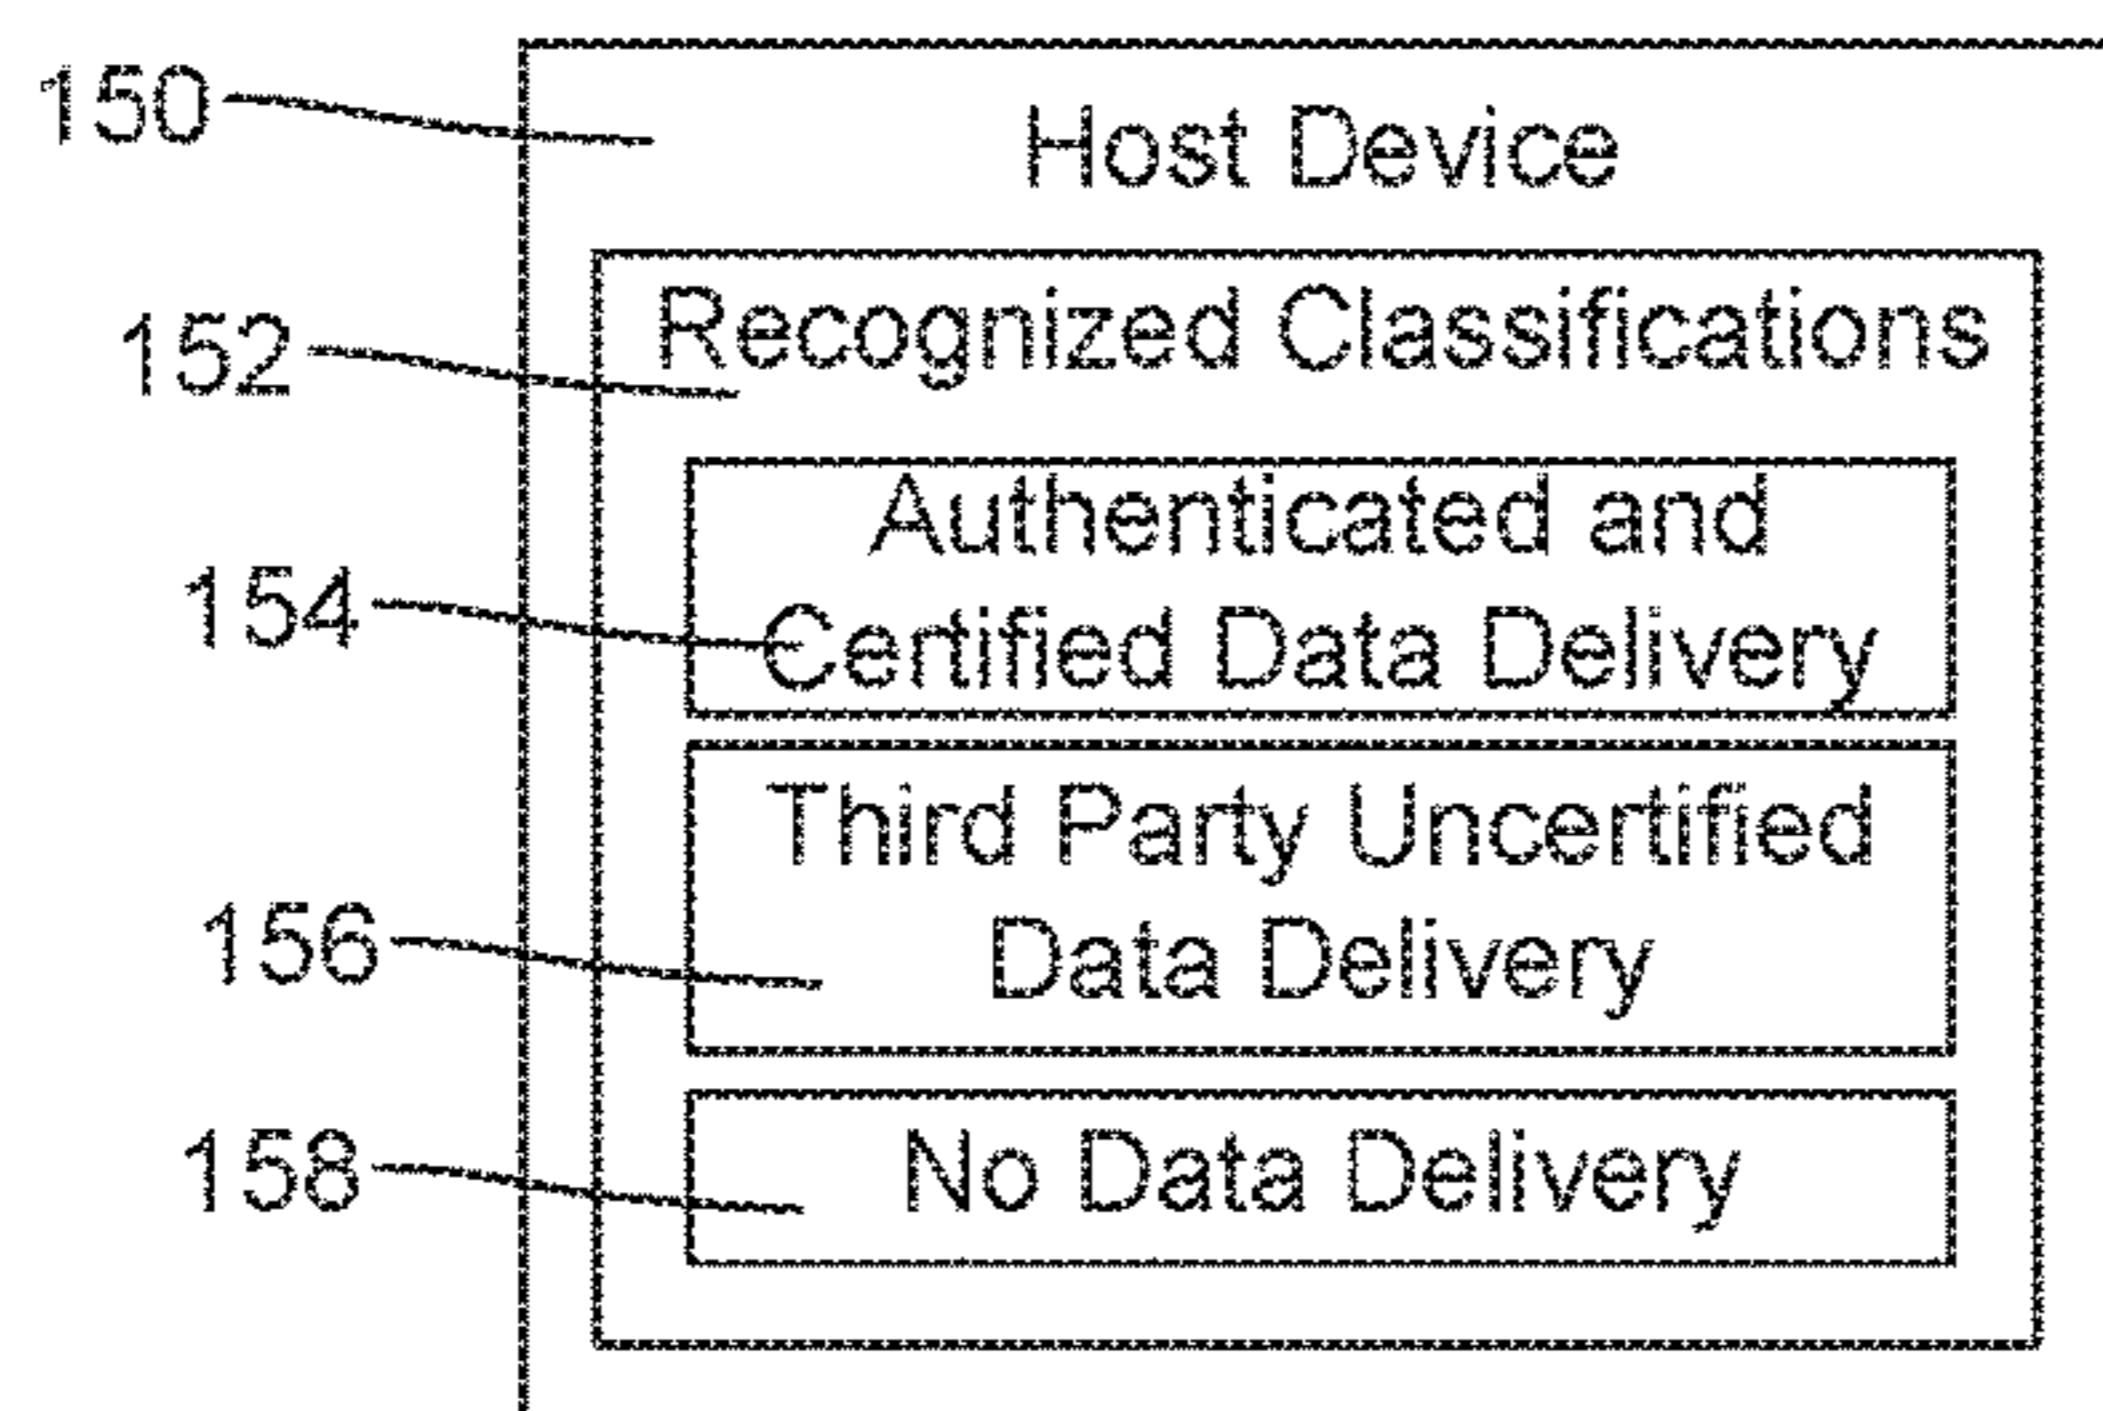 150
Host Device
152
Recognized Classifications
154
Authenticated and
Certified Data Delivery
156
Third Party Uncertified
Data Delivery
158
No Data Delivery